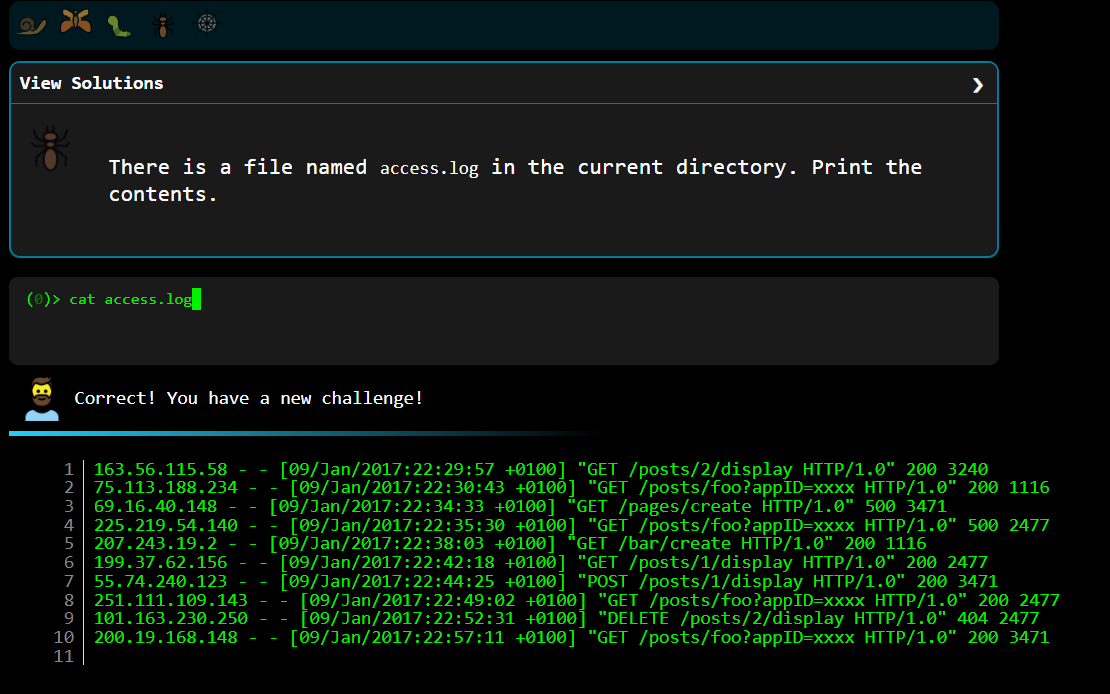 View Solutions ❯
There is a file named access.log in the current directory. Print the
contents.
(0)> cat access.log
Correct! You have a new challenge!
1 163.56.115.58 - - [09/Jan/2017:22:29:57 +0100] "GET /posts/2/display HTTP/1.0" 200 3240
2 75.113.188.234 - - [09/Jan/2017:22:30:43 +0100] "GET /posts/foo?appID=xxxx HTTP/1.0" 200 1116
3 69.16.40.148 - - [09/Jan/2017:22:34:33 +0100] "GET /pages/create HTTP/1.0" 500 3471
4 225.219.54.140 - - [09/Jan/2017:22:35:30 +0100] "GET /posts/foo?appID=xxxx HTTP/1.0" 500 2477
5 207.243.19.2 - - [09/Jan/2017:22:38:03 +0100] "GET /bar/create HTTP/1.0" 200 1116
6 199.37.62.156 - - [09/Jan/2017:22:42:18 +0100] "GET /posts/1/display HTTP/1.0" 200 2477
7 55.74.240.123 - - [09/Jan/2017:22:44:25 +0100] "POST /posts/1/display HTTP/1.0" 200 3471
8 251.111.109.143 - - [09/Jan/2017:22:49:02 +0100] "GET /posts/foo?appID=xxxx HTTP/1.0" 200 2477
9 101.163.230.250 - - [09/Jan/2017:22:52:31 +0100] "DELETE /posts/2/display HTTP/1.0" 404 2477
10 200.19.168.148 - - [09/Jan/2017:22:57:11 +0100] "GET /posts/foo?appID=xxxx HTTP/1.0" 200 3471
11